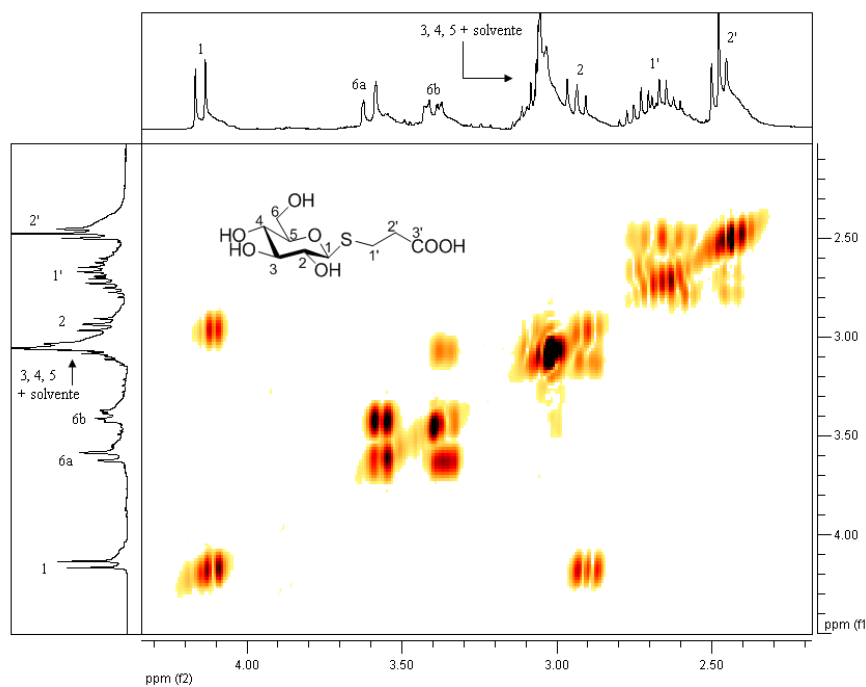 3, 4, 5 + solvente
1
6a
6b
2
1'
2'
2'
1'
2
3, 4, 5
+ solvente
6b
6a
1
6
OH
4
HO
HO
5
O
3
2
OH
1
S
1'
2'
3'
COOH
2.50
3.00
3.50
4.00
ppm (f1
4.00
3.50
3.00
2.50
ppm (f2)